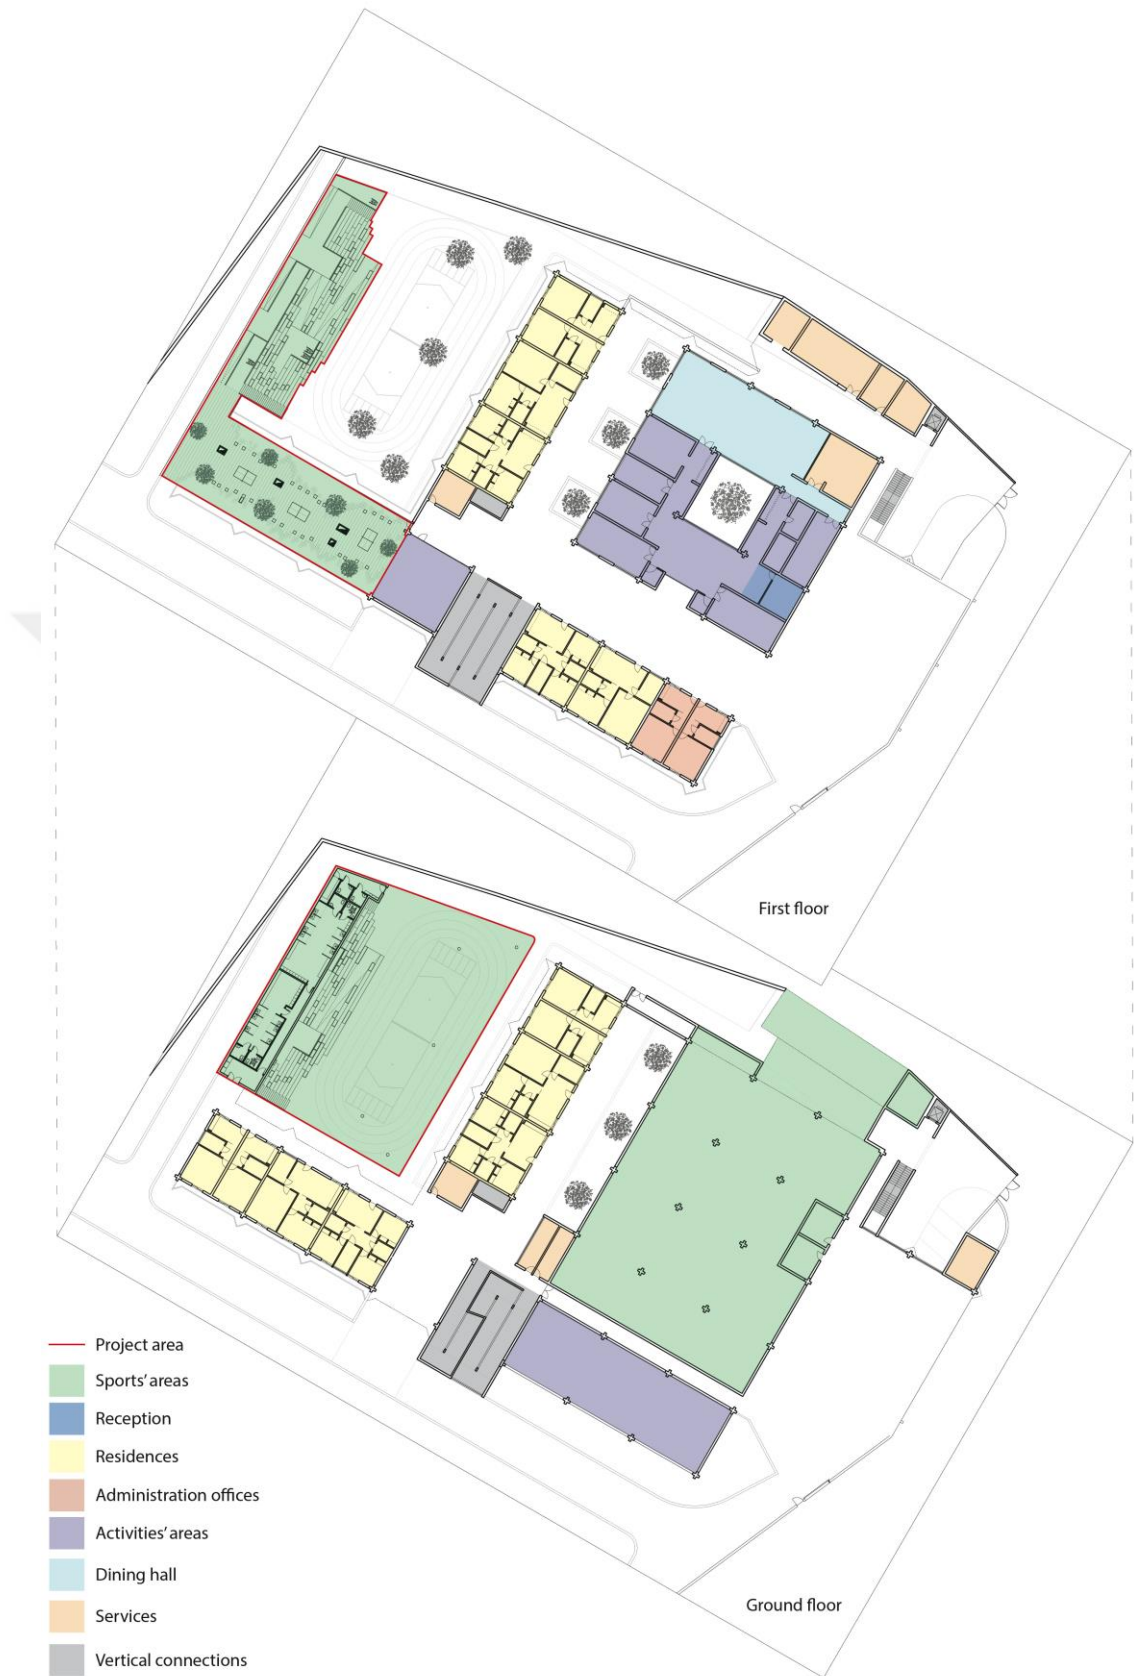 First floor
Project area
Sports' areas
Reception
Residences
Administration offices
Activities' areas
Dining hall
Services
Vertical connections
Ground floor